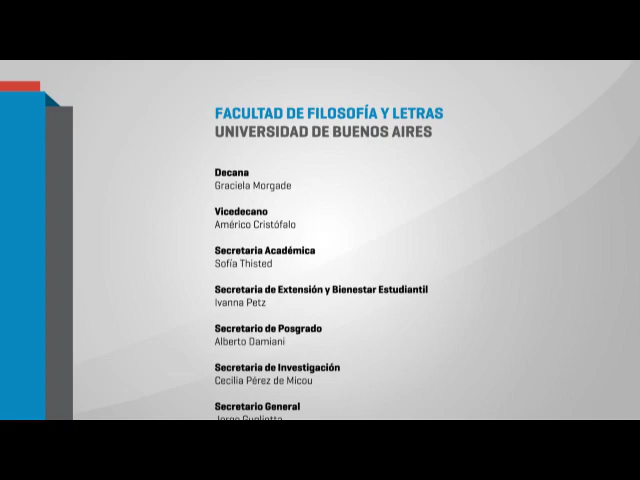 FACULTAD DE FILOSOFÍA Y LETRAS
UNIVERSIDAD DE BUENOS AIRES
Decana
Graciela Morgade
Vicedecano
Américo Cristófalo
Secretaria Académica
Sofía Thisted
Secretaria de Extensión y Bienestar Estudiantil
Ivanna Petz
Secretario de Posgrado
Alberto Damiani
Secretaria de Investigación
Cecilia Pérez de Micou
Secretario General
Jorge